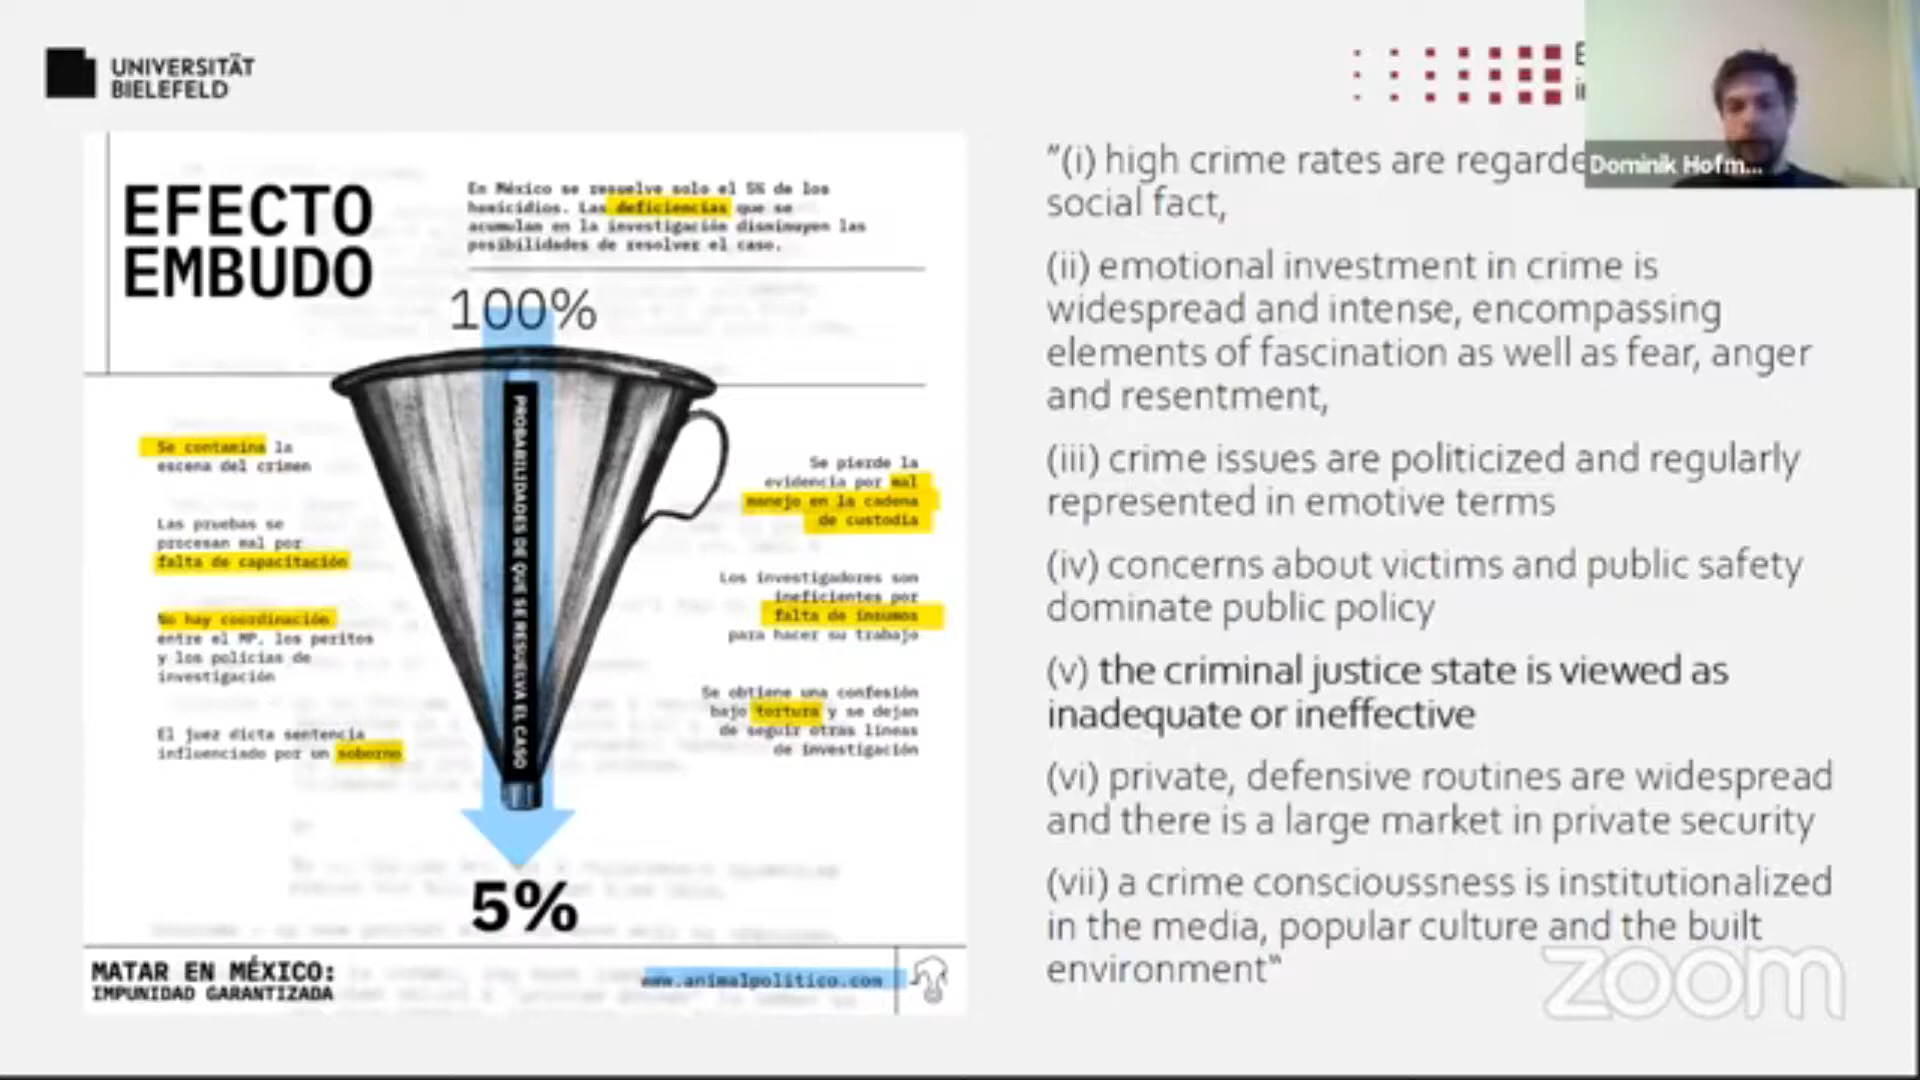 UNIVERSITÄT
BIELEFELD
EFECTO
EMBUDO
En México se resuelve solo el 5% de los
homicidios. Las deficiencias que se
acumulan en la investigación disminuyen las
posibilidades de resolver el caso.
100%
PROBABILIDADES DE QUE SE RESUELVA EL CASO
Se contamina la
escena del crimen
Las pruebas se
procesan mal por
falta de capacitación
No hay coordinación
entre el MP, los peritos
y los policías de
investigación
El juez dicta sentencia
influenciado por un soborno
Se pierde la
evidencia por mal
manejo en la cadena
de custodia
Los investigadores son
ineficientes por
falta de insumos
para hacer su trabajo
Se obtiene una confesión
bajo tortura y se dejan
de seguir otras líneas
de investigación
5%
MATAR EN MÉXICO:
IMPUNIDAD GARANTIZADA
www.animalpolitico.com
"(i) high crime rates are regarde
social fact,
(ii) emotional investment in crime is
widespread and intense, encompassing
elements of fascination as well as fear, anger
and resentment,
(iii) crime issues are politicized and regularly
represented in emotive terms
(iv) concerns about victims and public safety
dominate public policy
(v) the criminal justice state is viewed as
inadequate or ineffective
(vi) private, defensive routines are widespread
and there is a large market in private security
(vii) a crime conscioussness is institutionalized
in the media, popular culture and the built
environment"
Dominik Hofm...
zoom